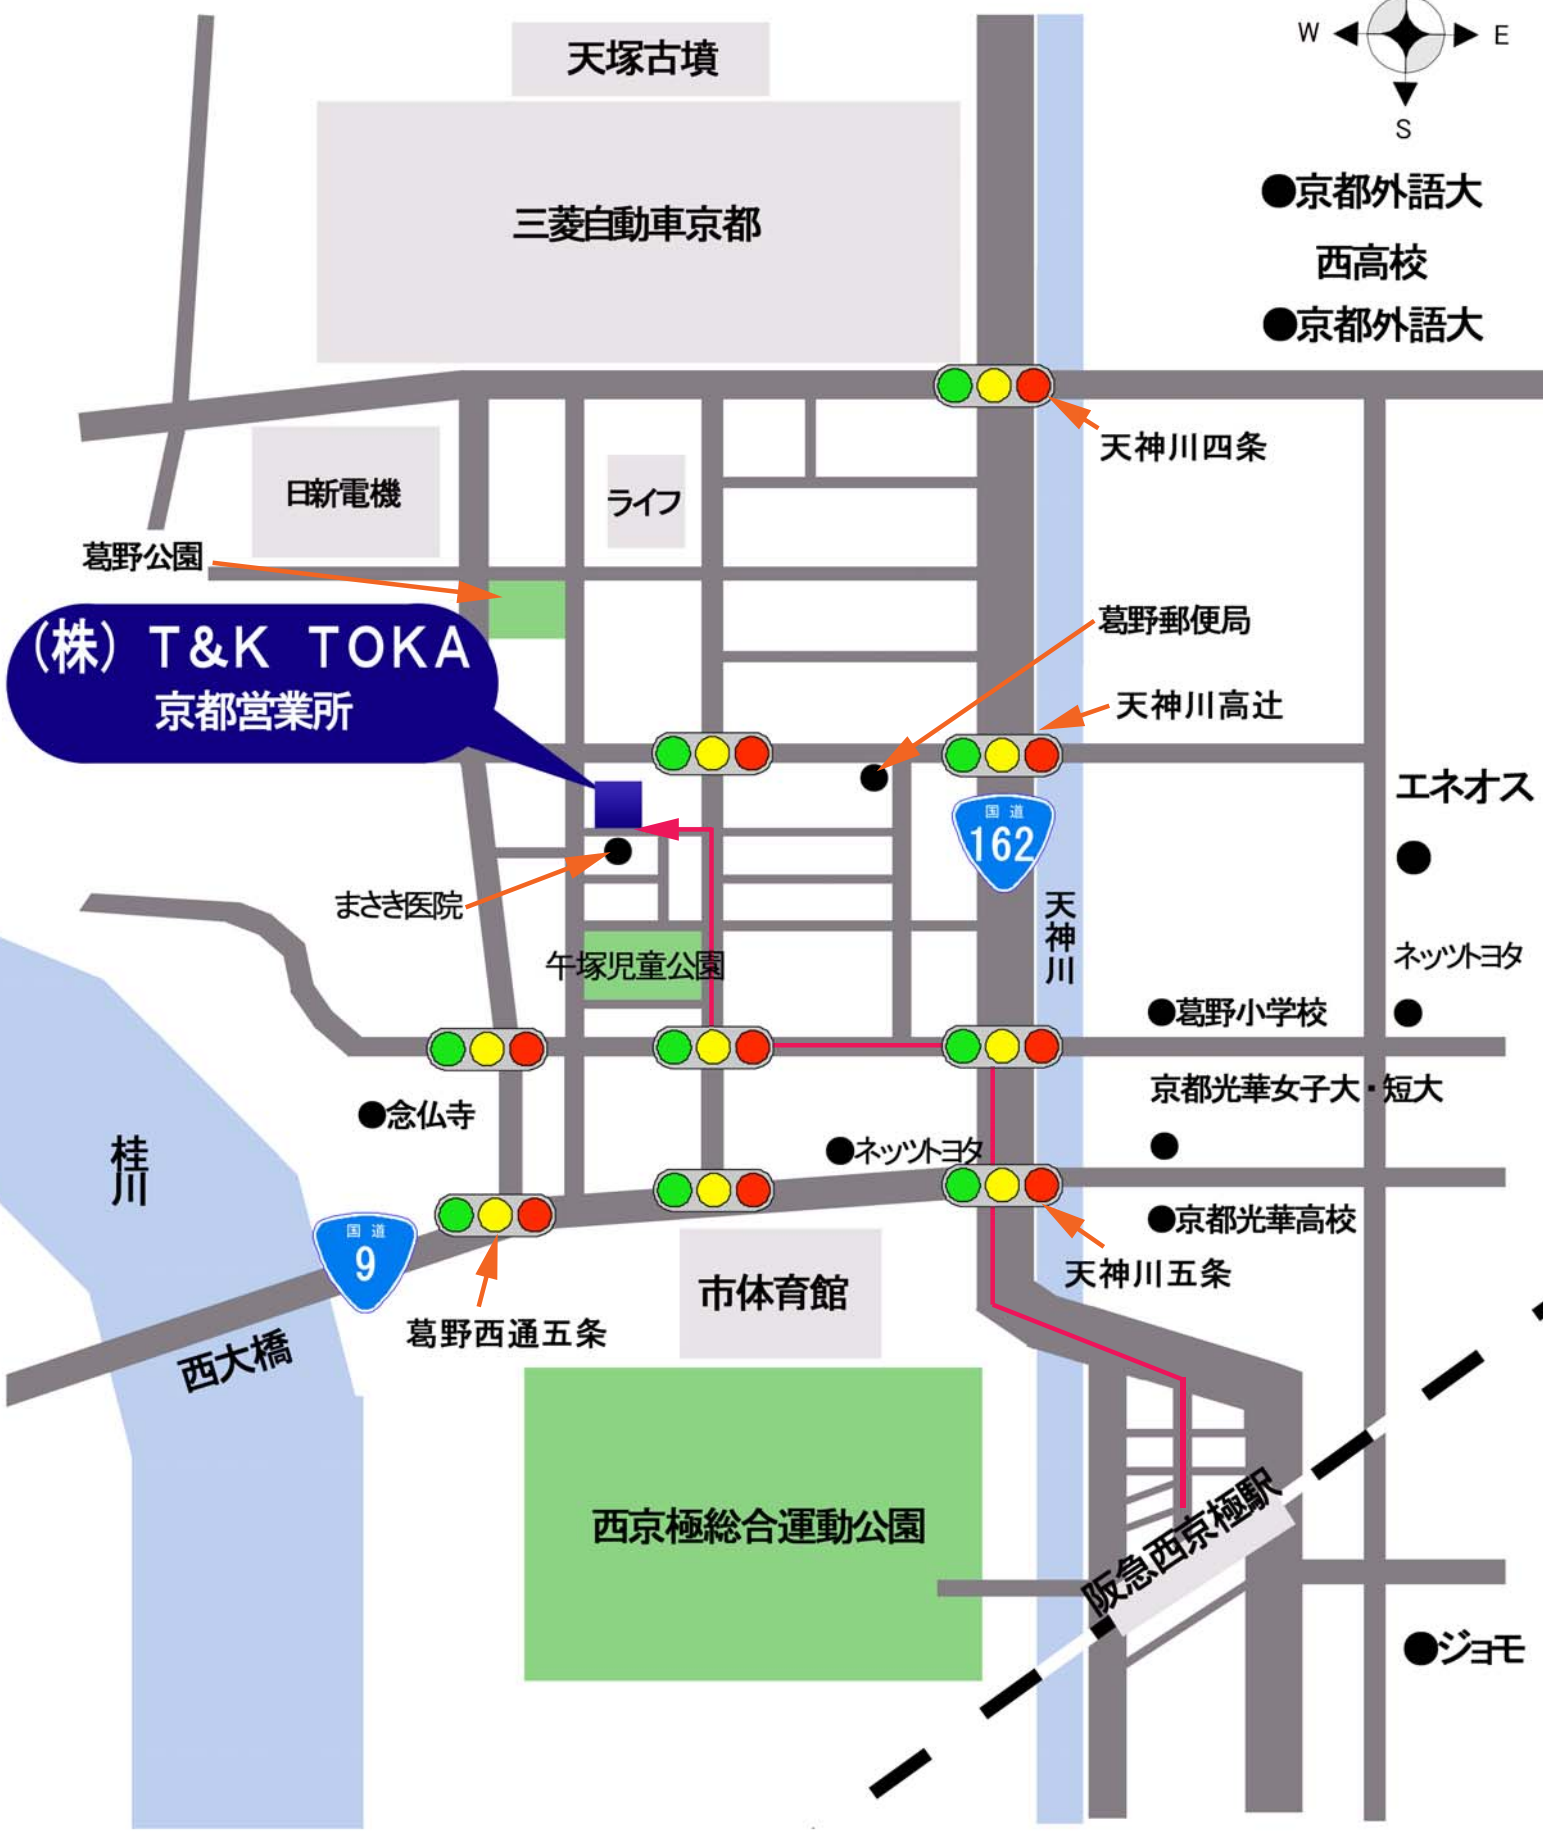 W E
S
天塚古墳
三菱自動車京都
●京都外語大
西高校
●京都外語大
天神川四条
日新電機
ライフ
葛野公園
(株) T&K TOKA
京都営業所
葛野郵便局
天神川高辻
エネオス
国道
162
まさき医院
天神川
午塚児童公園
ネッツトヨタ
●葛野小学校
京都光華女子大・短大
●念仏寺
●ネッツトヨタ
桂川
●京都光華高校
国道
9
天神川五条
市体育館
葛野西通五条
西大橋
西京極総合運動公園
阪急西京極駅
●ジョモ